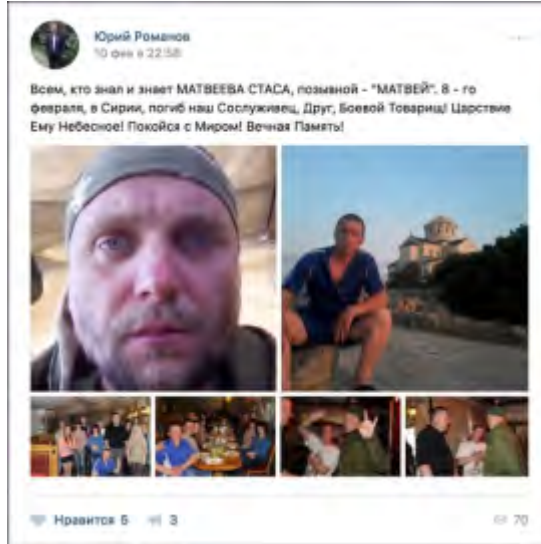 Юрий Романов
10 фев в 22:58
Всем, кто знал и знает МАТВЕЕВА СТАСА, позывной - "МАТВЕЙ". 8 - го
февраля, в Сирии, погиб наш Сослуживец, Друг, Боевой Товарищ! Царствие
Ему Небесное! Покойся с Миром! Вечная Память!
Нравится 5 3 70